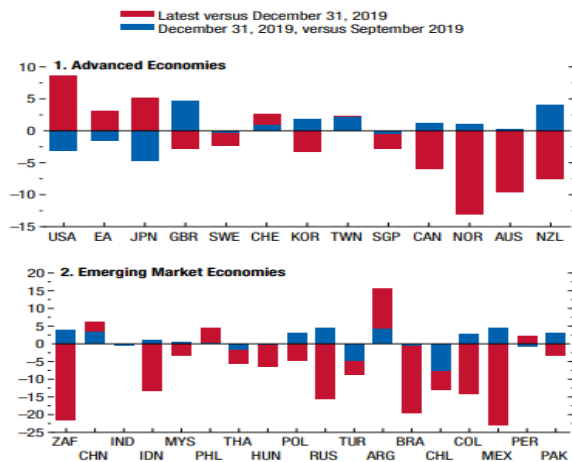 Latest versus December 31, 2019
December 31, 2019, versus September 2019
1. Advanced Economies
10
5
0
−5
−10
−15
USA EA JPN GBR SWE CHE KOR TWN SGP CAN NOR AUS NZL
2. Emerging Market Economies
20
15
10
5
0
−5
−10
−15
−20
−25
ZAF IND MYS THA POL TUR BRA COL PER
CHN IDN PHL HUN RUS ARG CHL MEX PAK